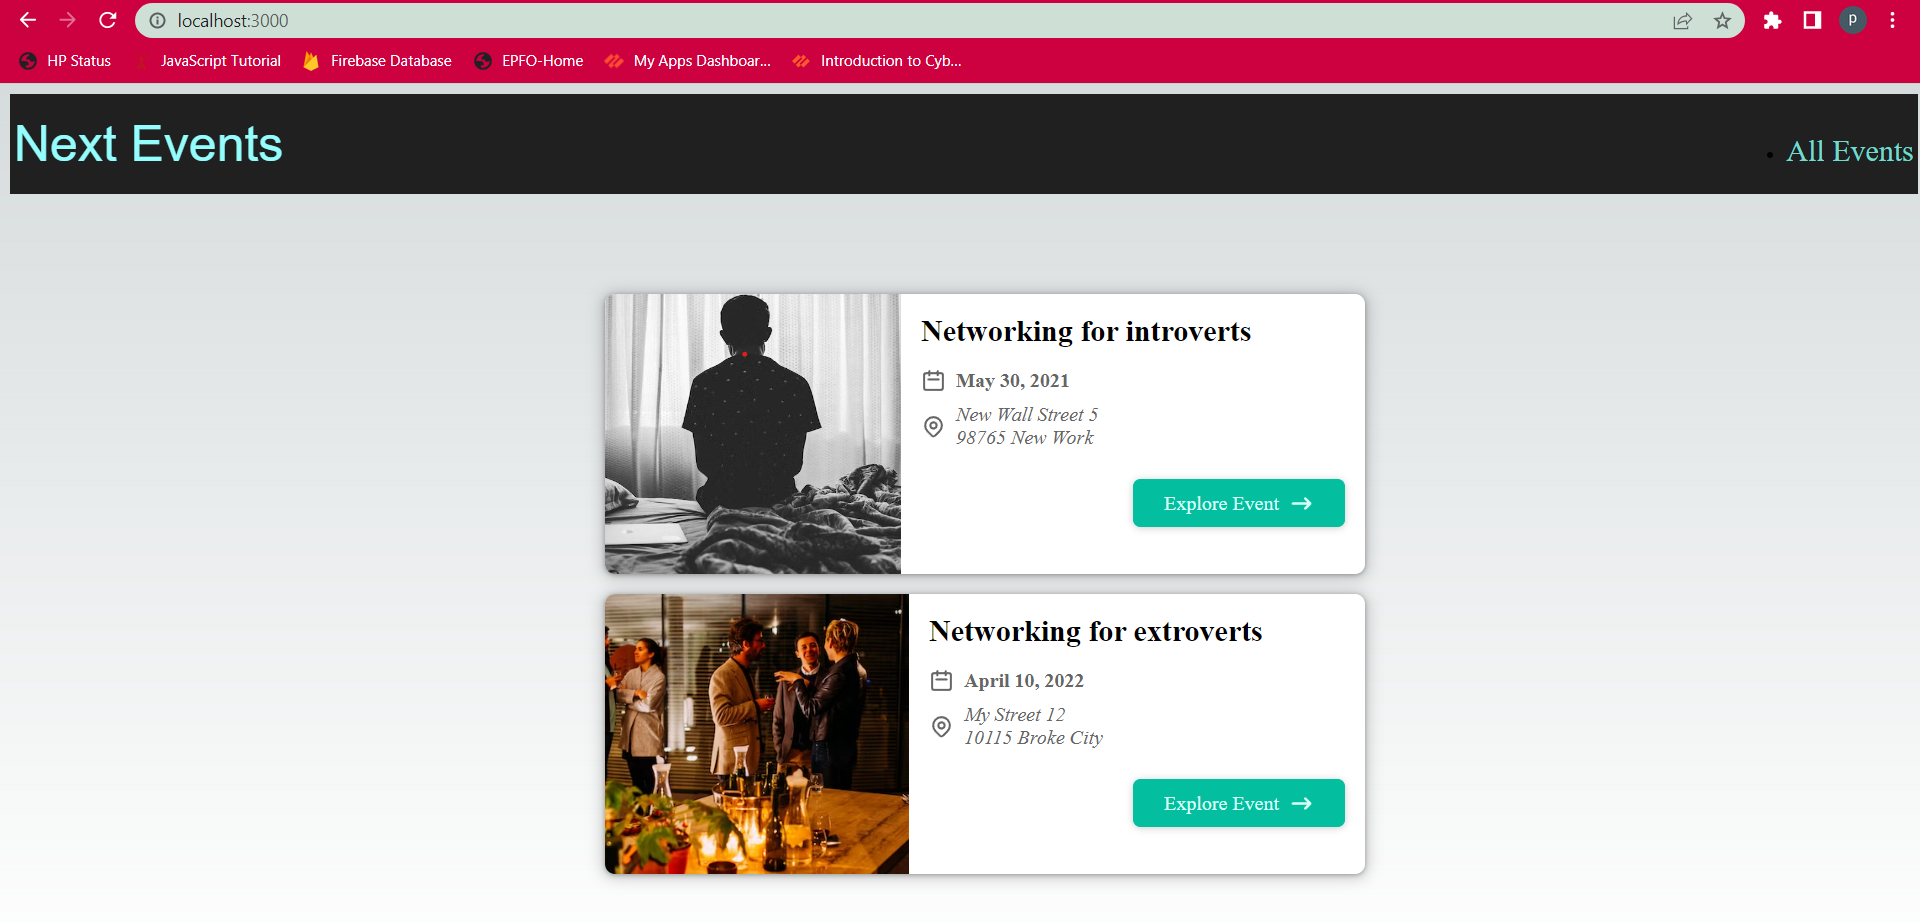 localhost:3000
p
HP Status
JavaScript Tutorial
Firebase Database
EPFO-Home
My Apps Dashboar...
Introduction to Cyb...
Next Events
• All Events
Networking for introverts
May 30, 2021
New Wall Street 5
98765 New Work
Explore Event →
Networking for extroverts
April 10, 2022
My Street 12
10115 Broke City
Explore Event →